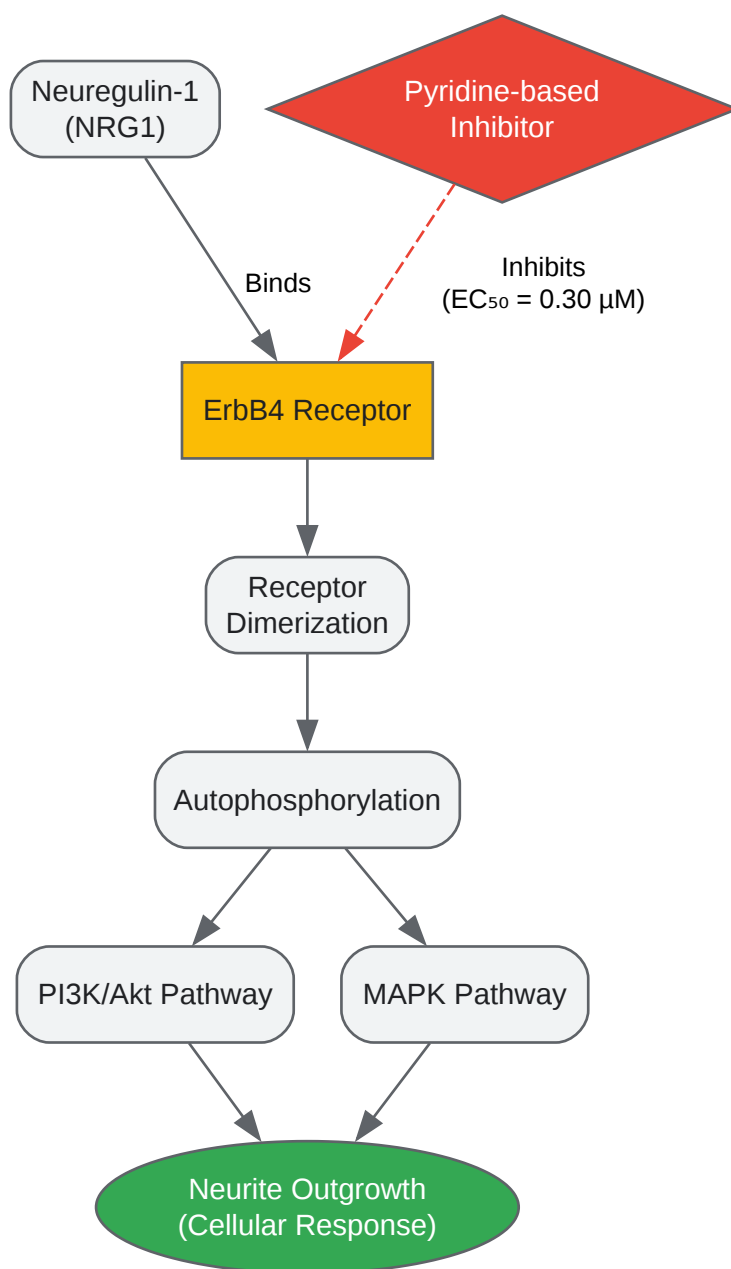 Neuregulin-1
(NRG1)
Pyridine-based
Inhibitor
Binds
Inhibits
(EC₅₀ = 0.30 µM)
ErbB4 Receptor
Receptor
Dimerization
Autophosphorylation
PI3K/Akt Pathway
MAPK Pathway
Neurite Outgrowth
(Cellular Response)